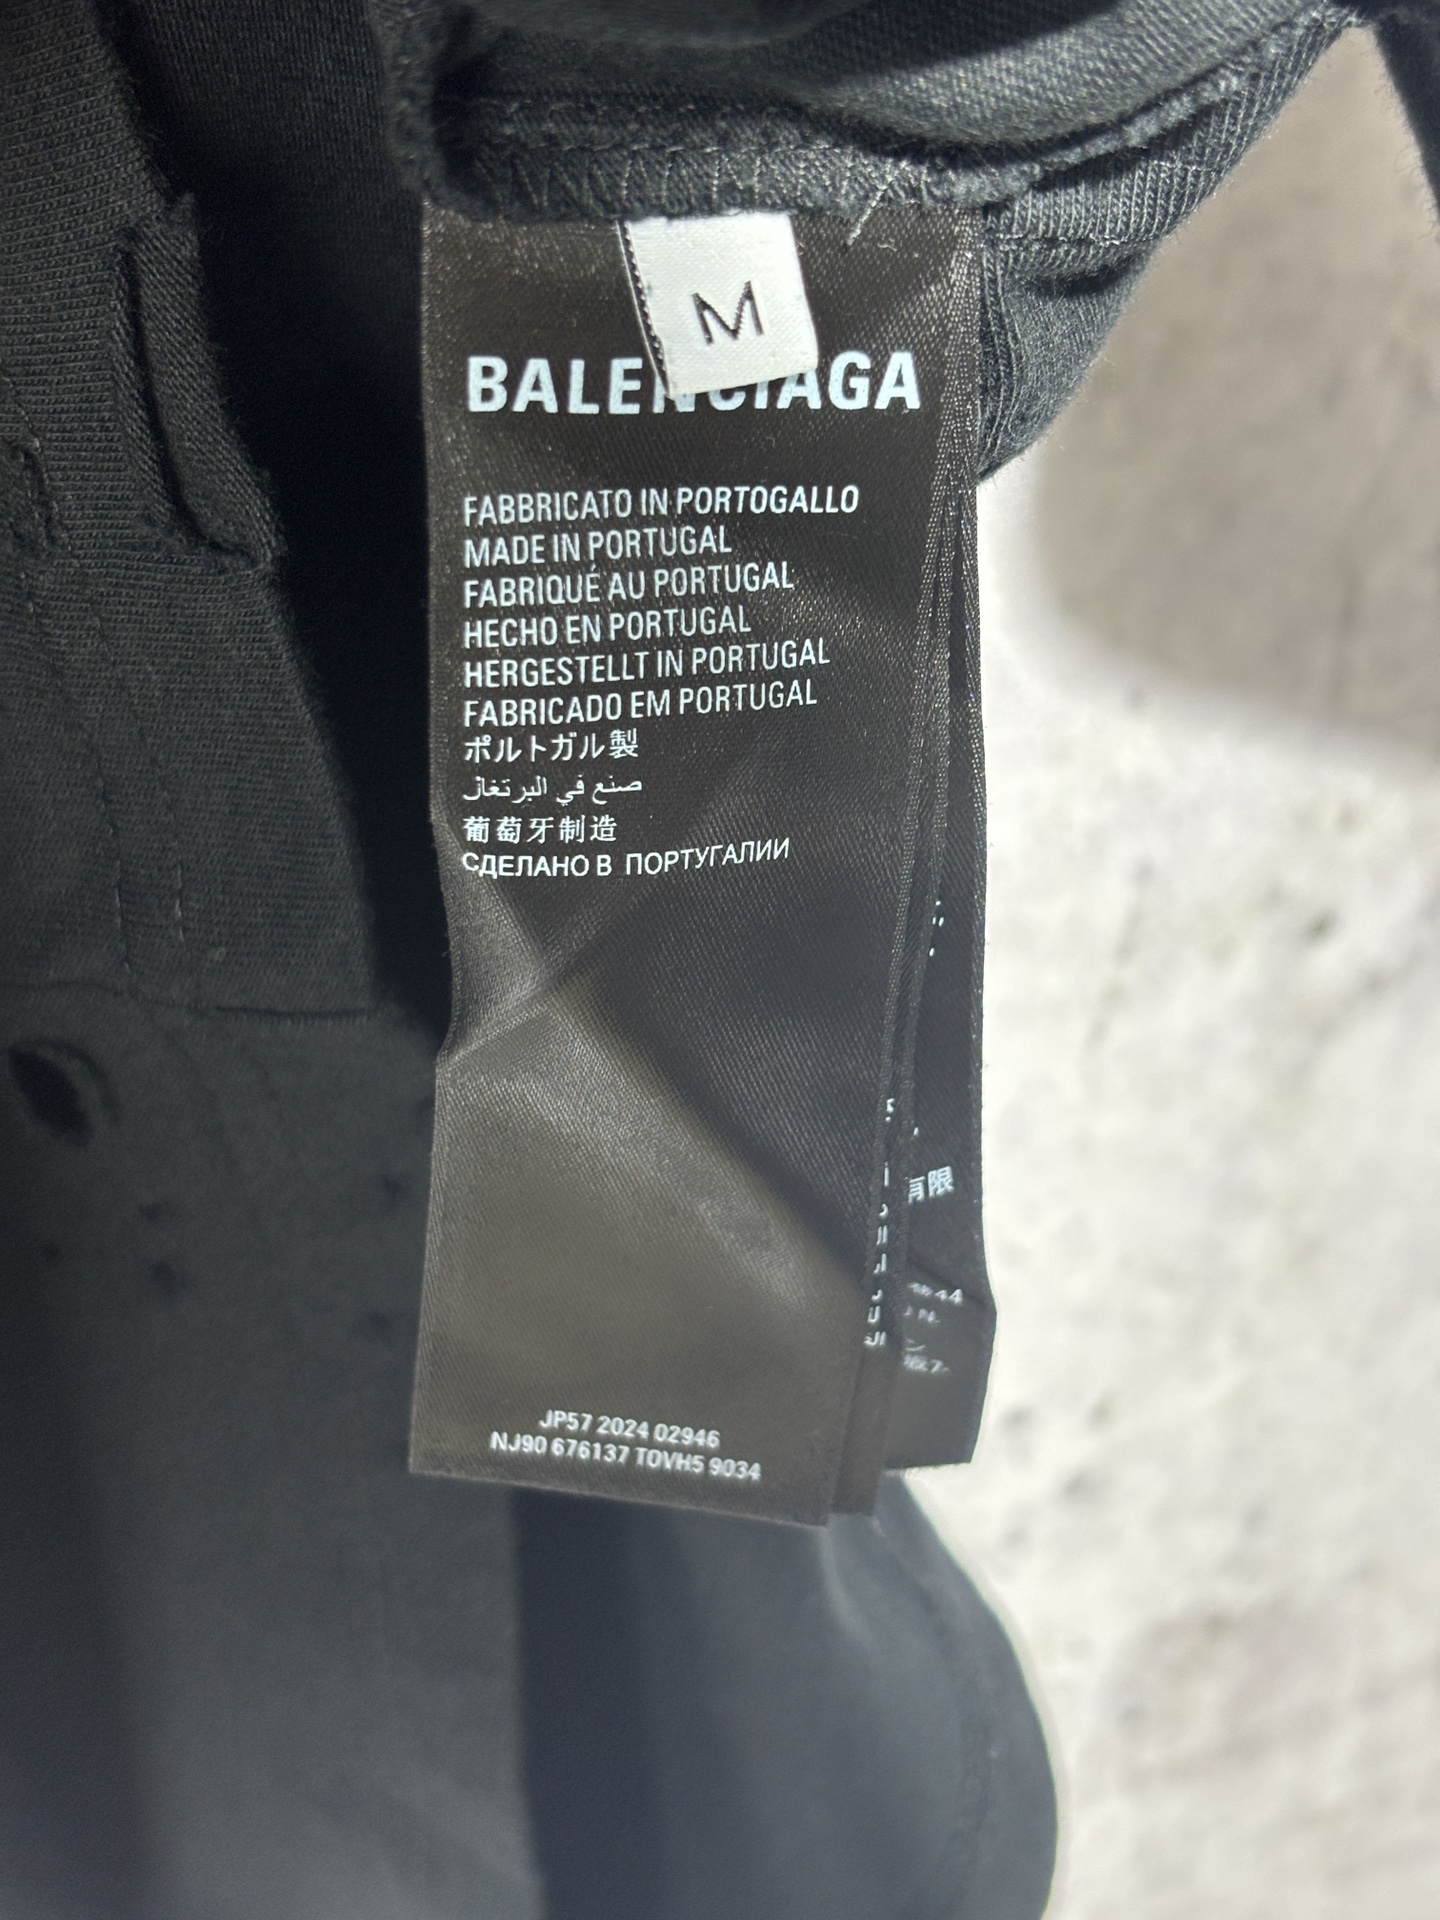 M
BALENCIAGA
FABBRICATO IN PORTOGALLO
MADE IN PORTUGAL
FABRIQUÉ AU PORTUGAL
HECHO EN PORTUGAL
HERGESTELLT IN PORTUGAL
FABRICADO EM PORTUGAL
ポルトガル製
صنع في البرتغال
葡萄牙制造
СДЕЛАНО В ПОРТУГАЛИИ
有限
JP57 2024 02946
NJ90 676137 TOVH5 9034